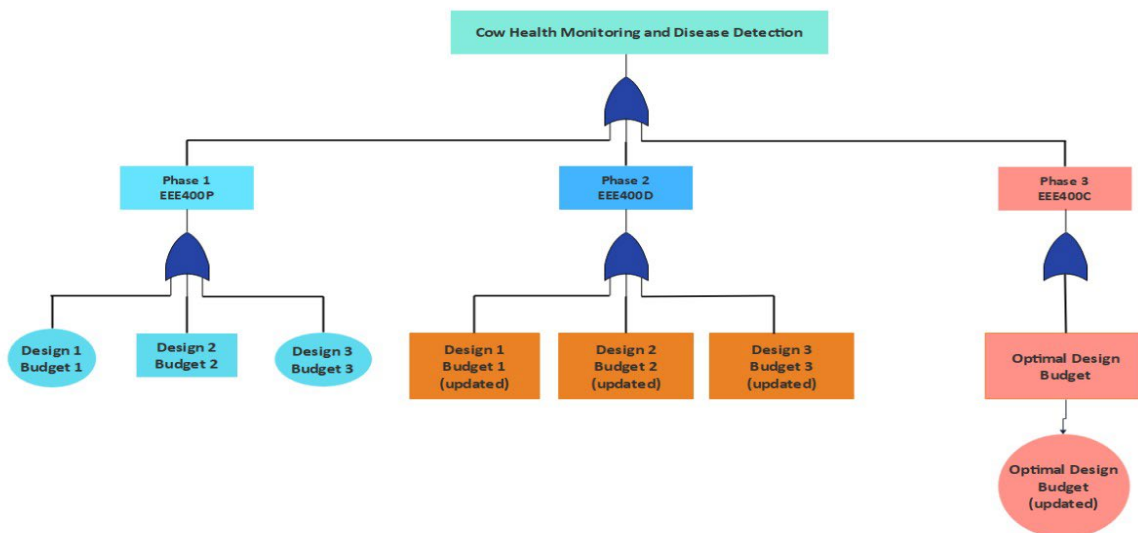 Cow Health Monitoring and Disease Detection
Phase 1
EEE400P
Phase 2
EEE400D
Phase 3
EEE400C
Design 1
Budget 1
Design 2
Budget 2
Design 3
Budget 3
Design 1
Budget 1
(updated)
Design 2
Budget 2
(updated)
Design 3
Budget 3
(updated)
Optimal Design
Budget
Optimal Design
Budget
(updated)